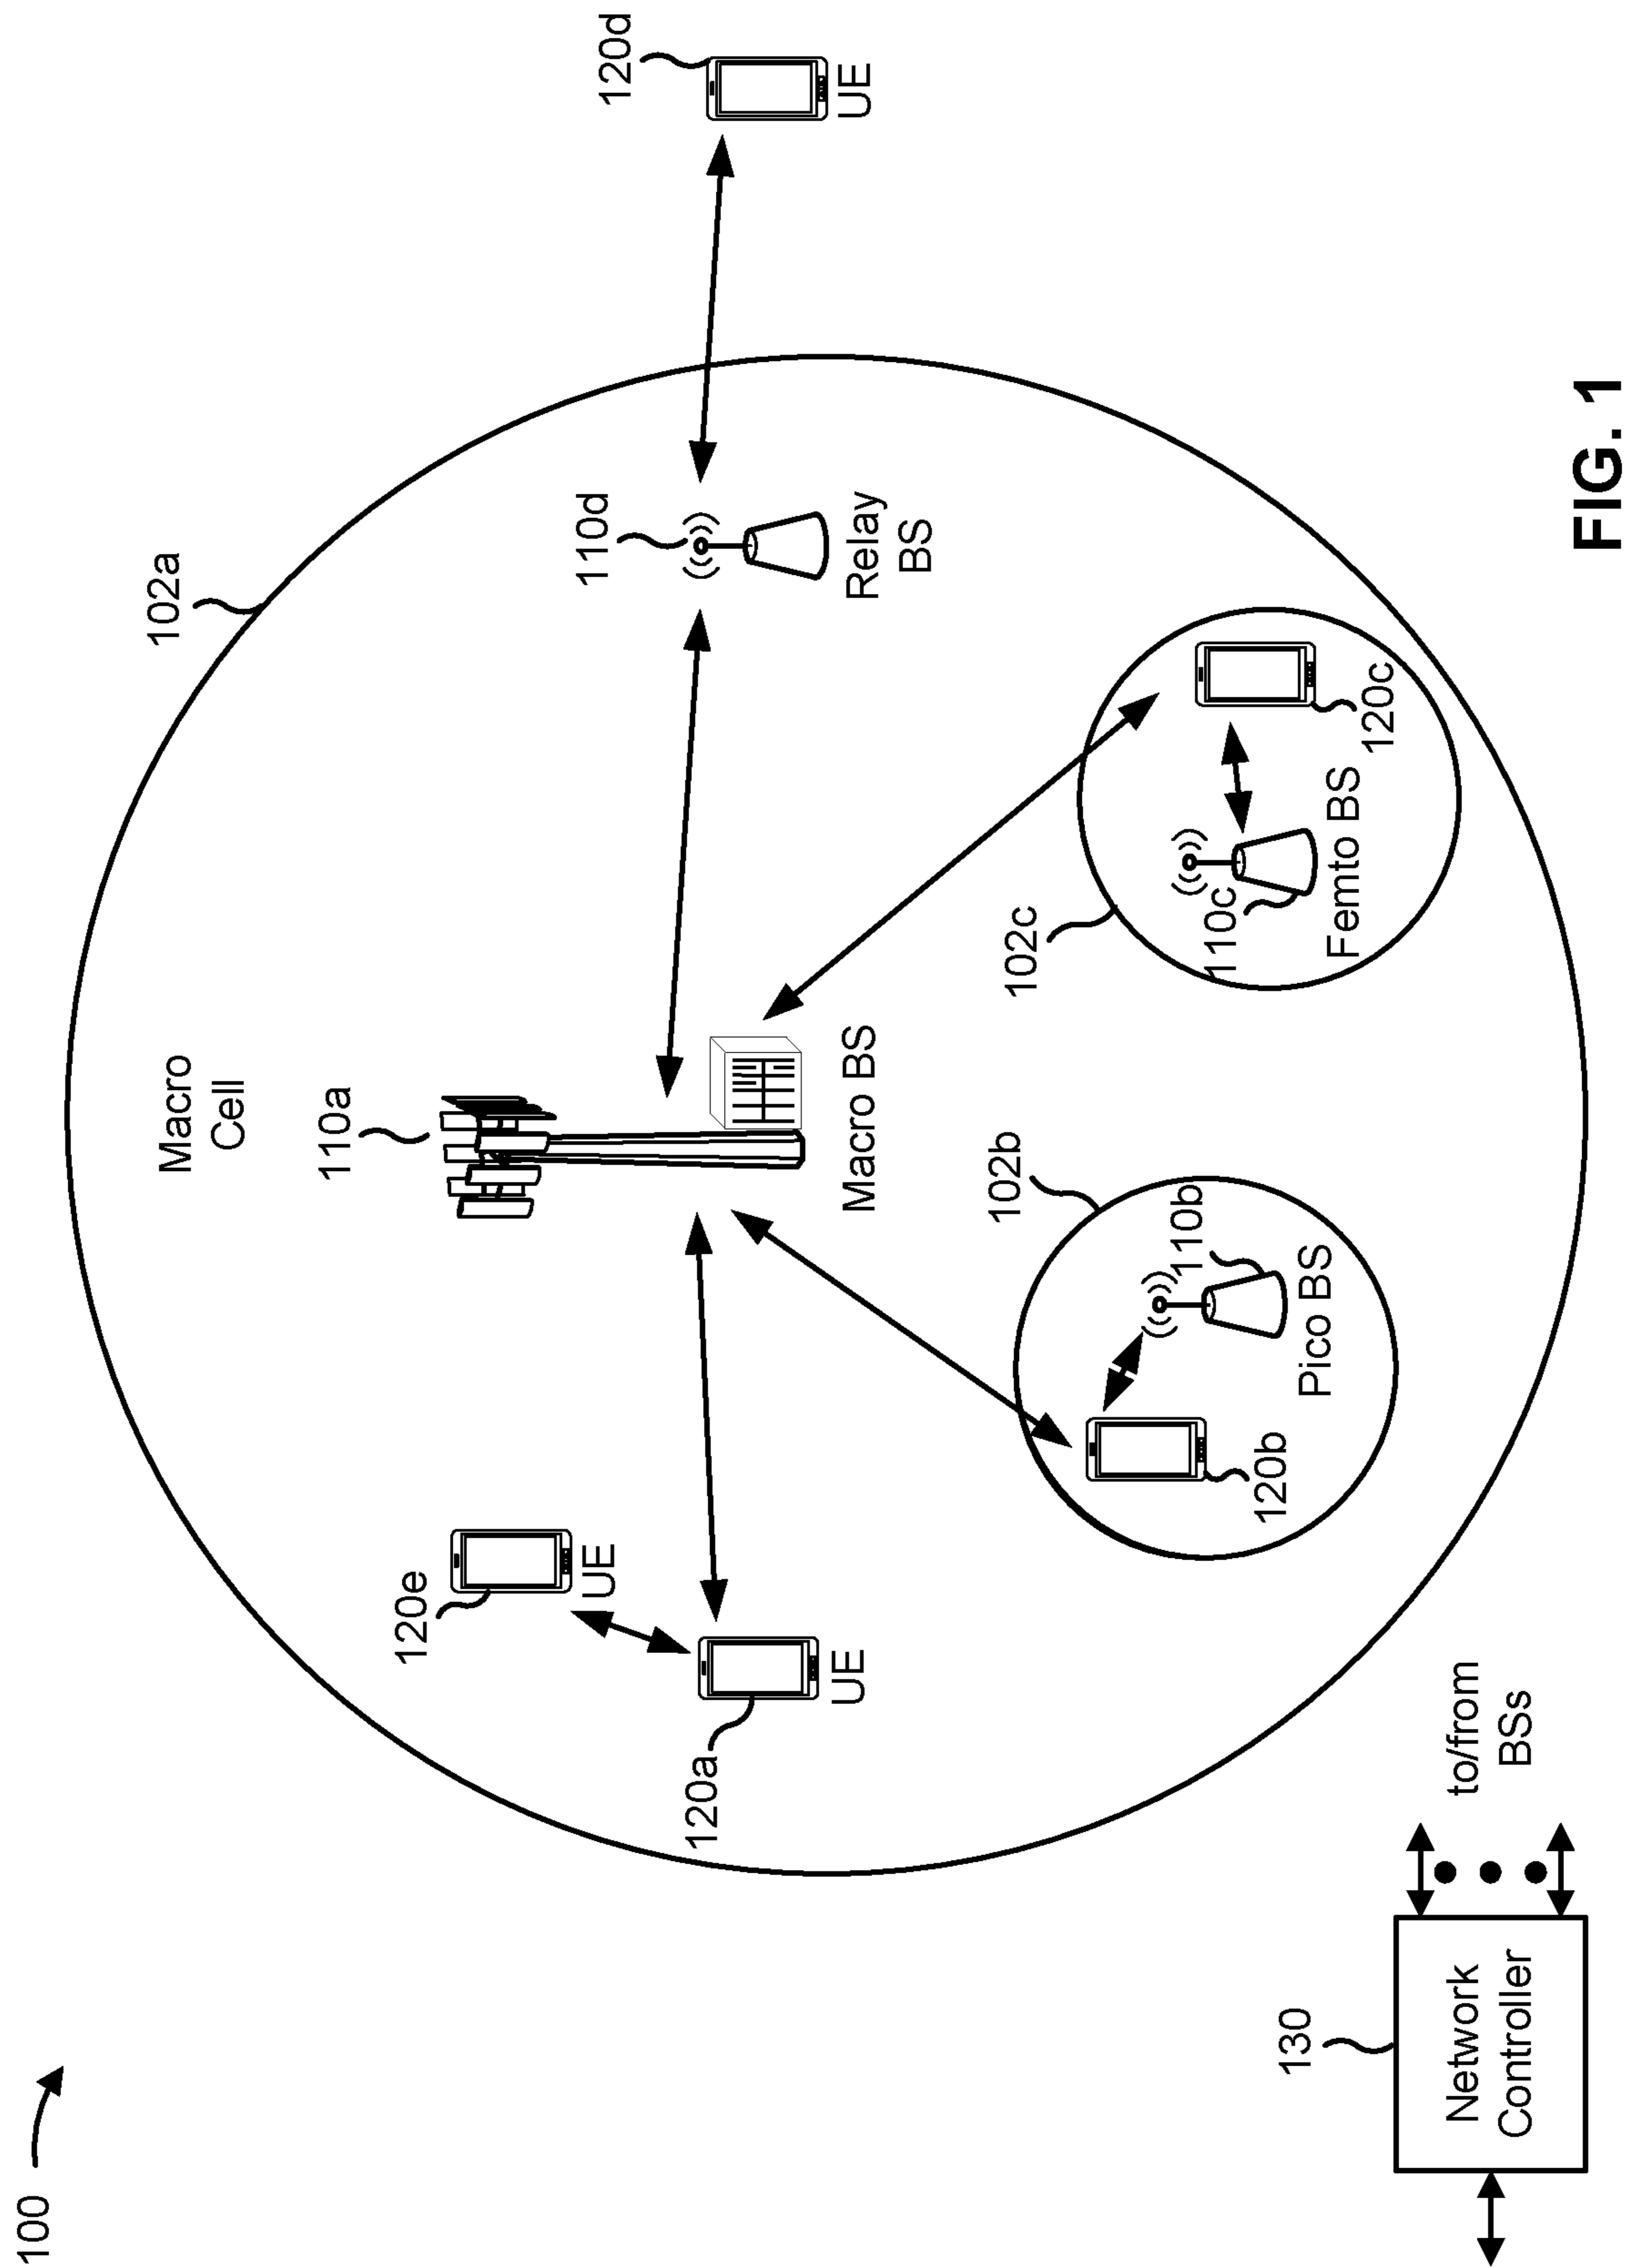 100
Macro
Cell
102a
110a
120d
UE
120e
UE
110d
Relay
BS
120a
UE
Macro BS
102b
102c
110b
Pico BS
120b
110c
Femto BS
120c
130
Network
Controller
to/from
BSs
FIG. 1